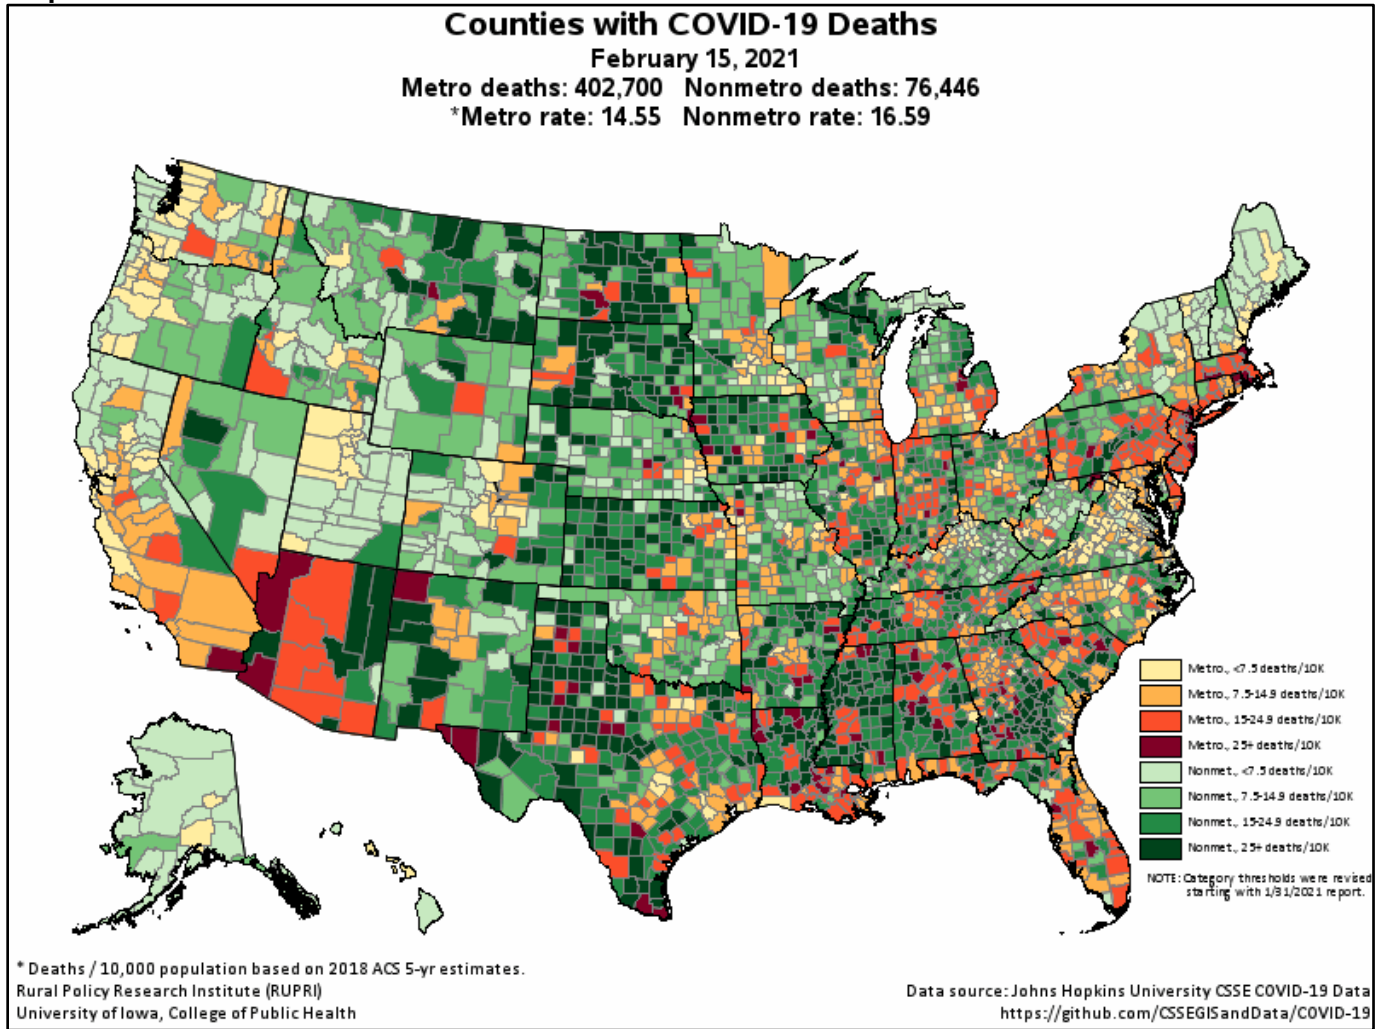 Counties with COVID-19 Deaths
February 15, 2021
Metro deaths: 402,700 Nonmetro deaths: 76,446
*Metro rate: 14.55 Nonmetro rate: 16.59
Metro., <7.5 deaths/10K
Metro., 7.5-14.9 deaths/10K
Metro., 15-24.9 deaths/10K
Metro., 25+ deaths/10K
Nonmet., <7.5 deaths/10K
Nonmet., 7.5-14.9 deaths/10K
Nonmet., 15-24.9 deaths/10K
Nonmet., 25+ deaths/10K
NOTE: Category thresholds were revised
starting with 1/31/2021 report.
* Deaths / 10,000 population based on 2018 ACS 5-yr estimates.
Rural Policy Research Institute (RUPRI)
University of Iowa, College of Public Health
Data source: Johns Hopkins University CSSE COVID-19 Data
https://github.com/CSSEGISandData/COVID-19